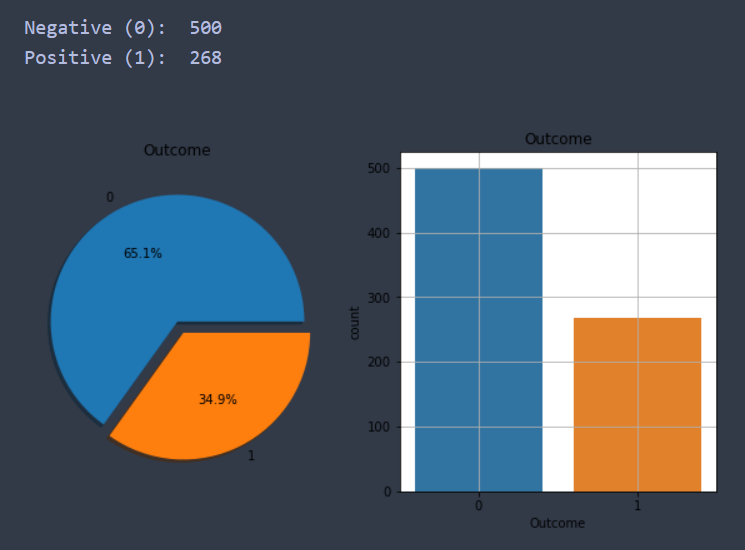 Negative (0):  500
Positive (1):  268
Outcome
0
65.1%
34.9%
1
Outcome
500
400
300
200
100
0
count
0 1
Outcome